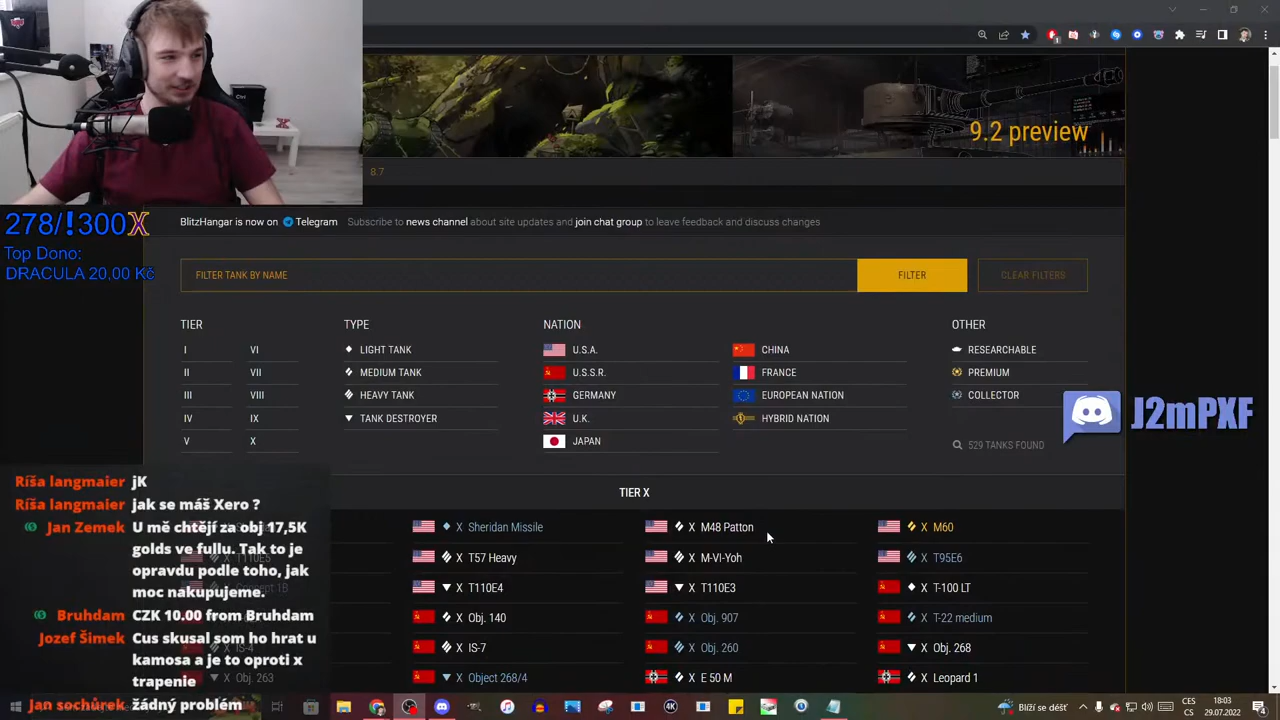 9.2 preview
8.7
278/!300X
Top Dono:
DRACULA 20,00 Kč
BlitzHangar is now on Telegram Subscribe to news channel about site updates and join chat group to leave feedback and discuss changes
FILTER TANK BY NAME
FILTER
CLEAR FILTERS
TIER
TYPE
NATION
OTHER
I VI LIGHT TANK U.S.A. CHINA RESEARCHABLE
II VII MEDIUM TANK U.S.S.R. FRANCE PREMIUM
III VIII HEAVY TANK GERMANY EUROPEAN NATION COLLECTOR
IV IX TANK DESTROYER U.K. HYBRID NATION
V X JAPAN 529 TANKS FOUND
J2mPXF
TIER X
X Sheridan Missile X M48 Patton X M60
X T110E5 X T57 Heavy X M-VI-Yoh X T95E6
Concept 1B X T110E4 X T110E3 X T-100 LT
X Obj. 140 X Obj. 907 X T-22 medium
IS-4 X IS-7 X Obj. 260 X Obj. 268
X Obj. 263 X Object 268/4 X E 50 M X Leopard 1
Ríša langmaier jK
Ríša langmaier jak se máš Xero ?
Jan Zemek U mě chtějí za obj 17,5K
golds ve fullu. Tak to je
opravdu podle toho, jak
moc nakupujeme.
Bruhdam CZK 10.00 from Bruhdam
Jozef Šimek Cus skusal som ho hrat u
kamosa a je to oproti x
trapenie
Jan sochůrek žádný problém
Blíží se déšť
CES
CS
18:03
29.07.2022